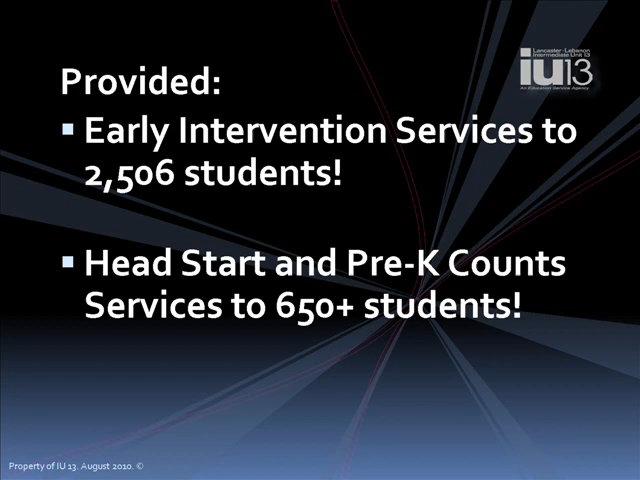 Lancaster-Lebanon
Intermediate Unit 13
iu13
An Education Service Agency
Provided:
Early Intervention Services to
2,506 students!
Head Start and Pre-K Counts
Services to 650+ students!
Property of IU 13. August 2010. ©